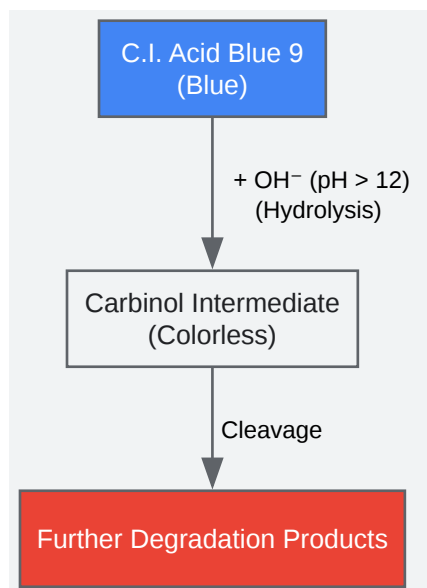 C.I. Acid Blue 9
(Blue)
+ OH⁻ (pH > 12)
(Hydrolysis)
Carbinol Intermediate
(Colorless)
Cleavage
Further Degradation Products